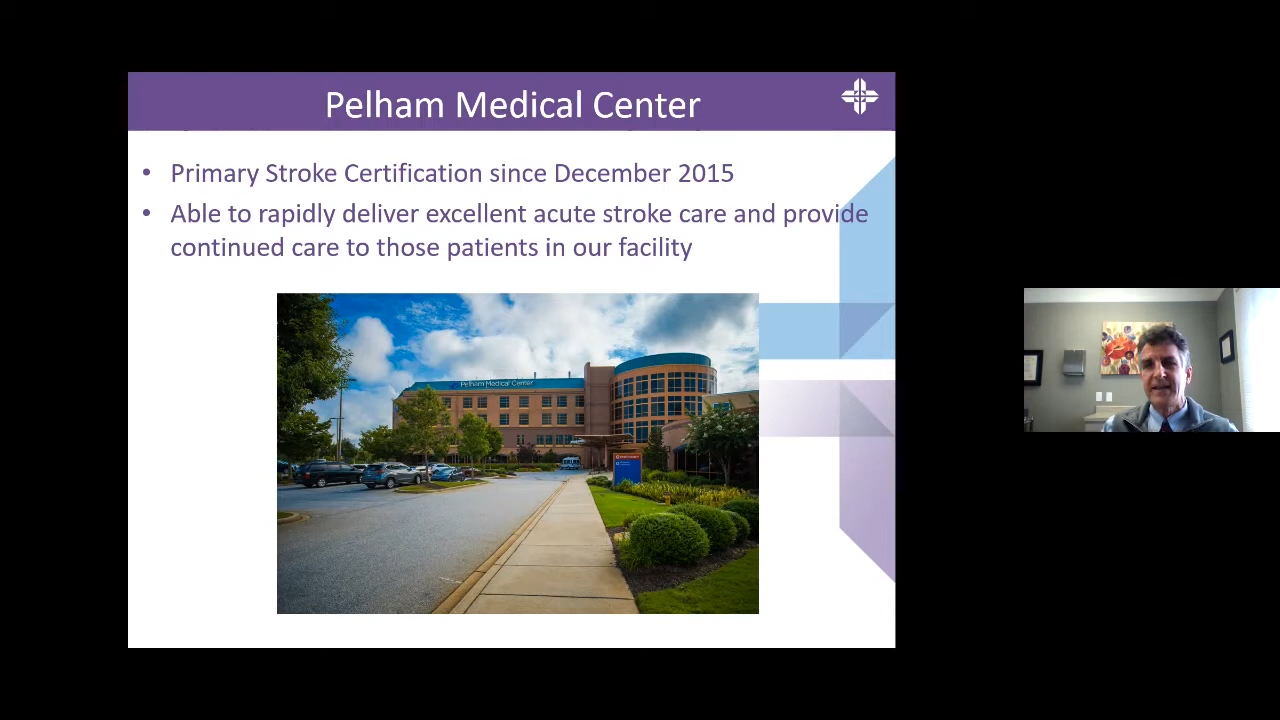 Pelham Medical Center
• Primary Stroke Certification since December 2015
• Able to rapidly deliver excellent acute stroke care and provide
continued care to those patients in our facility
Pelham Medical Center